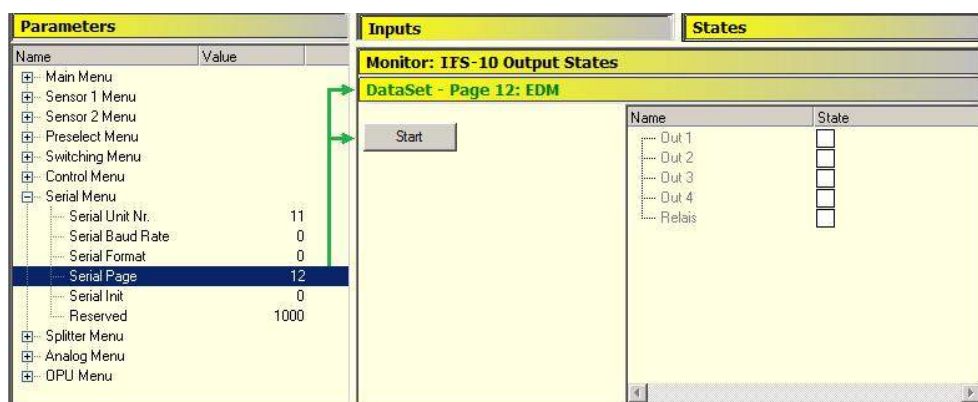 Parameters
Name Value
Main Menu
Sensor 1 Menu
Sensor 2 Menu
Preselect Menu
Switching Menu
Control Menu
Serial Menu
Serial Unit Nr. 11
Serial Baud Rate 0
Serial Format 0
Serial Page 12
Serial Init 0
Reserved 1000
Splitter Menu
Analog Menu
OPU Menu
Inputs
States
Monitor: IFS-10 Output States
DataSet - Page 12: EDM
Start
Name State
Out 1
Out 2
Out 3
Out 4
Relais